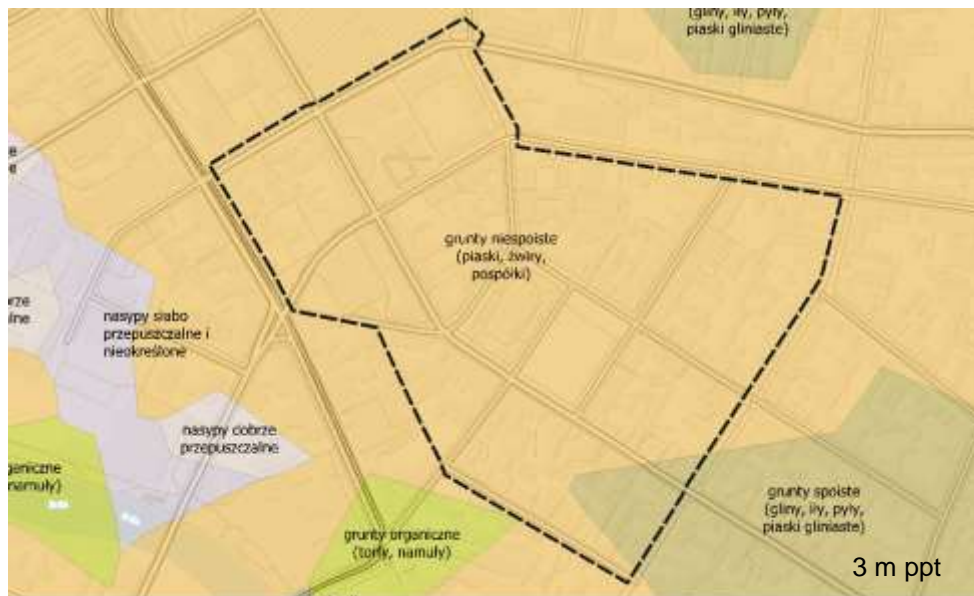 (gliny, iły, pyły,
piaski gliniaste)
grunty niespoiste
(piaski, żwiry,
pospółki)
nasypy słabo
przepuszczalne i
nieokreślone
nasypy dobrze
przepuszczalne
grunty organiczne
(torfy, namuły)
grunty spoiste
(gliny, iły, pyły,
piaski gliniaste)
3 m ppt